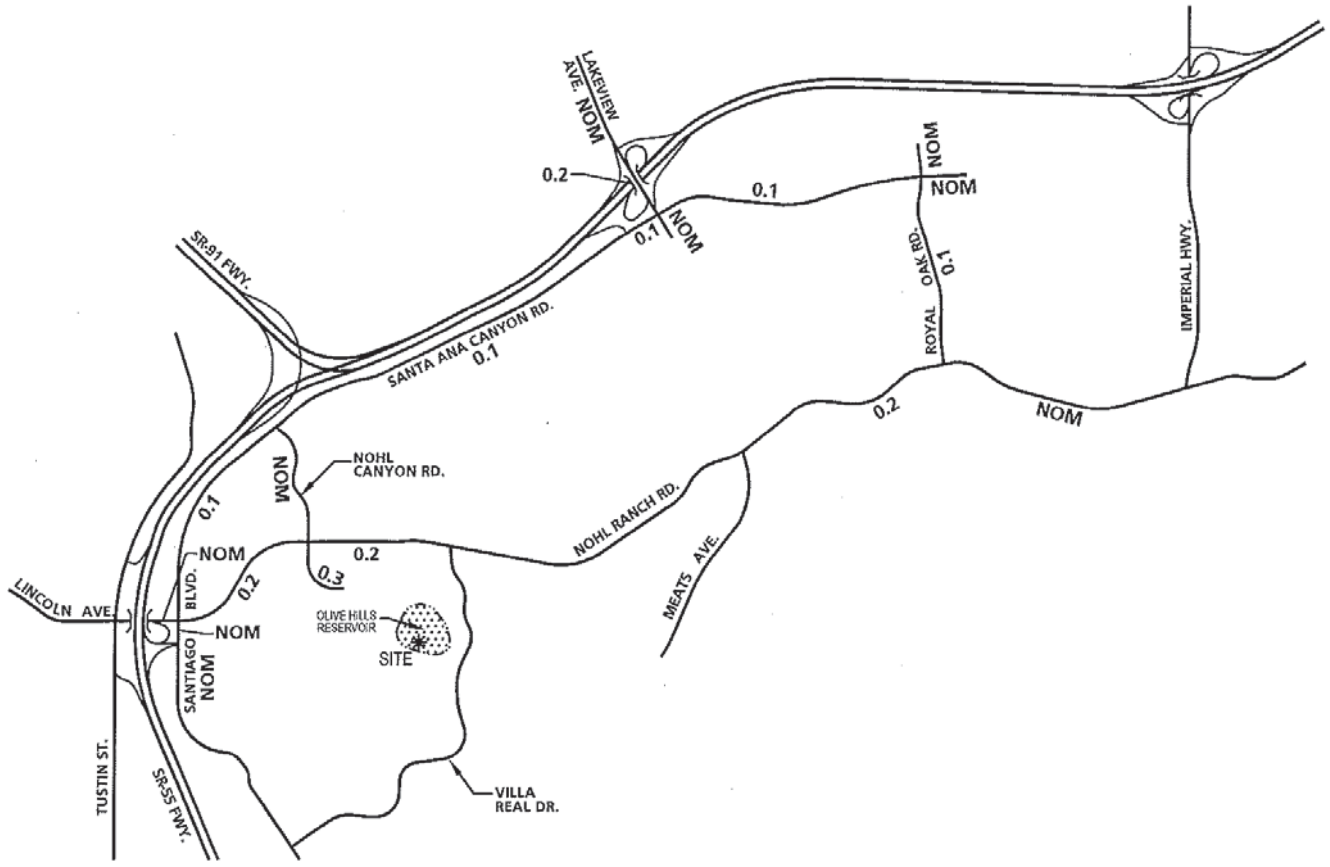 LAKEVIEW
AVE. NOM
0.2
NOM
0.1
NOM
NOM
0.1
NOM
SR-91 FWY.
SANTA ANA CANYON RD.
0.1
ROYAL OAK RD.
0.1
IMPERIAL HWY.
0.2
NOM
NOM
NOHL
CANYON RD.
0.1
NOHL RANCH RD.
MEATS AVE.
NOM
0.2
0.2
0.3
LINCOLN AVE.
SANTIAGO BLVD.
NOM
NOM
OLIVE HILLS
RESERVOIR
SITE
TUSTIN ST.
SR-55 FWY.
VILLA
REAL DR.